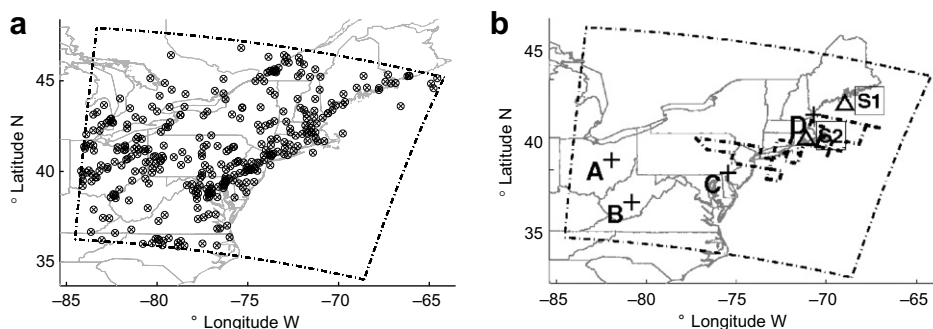 a
45
40
35
° Latitude N
−85
−80
−75
−70
−65
° Longitude W
b
45
40
35
° Latitude N
A
B
C
D
S1
S2
−85
−80
−75
−70
−65
° Longitude W